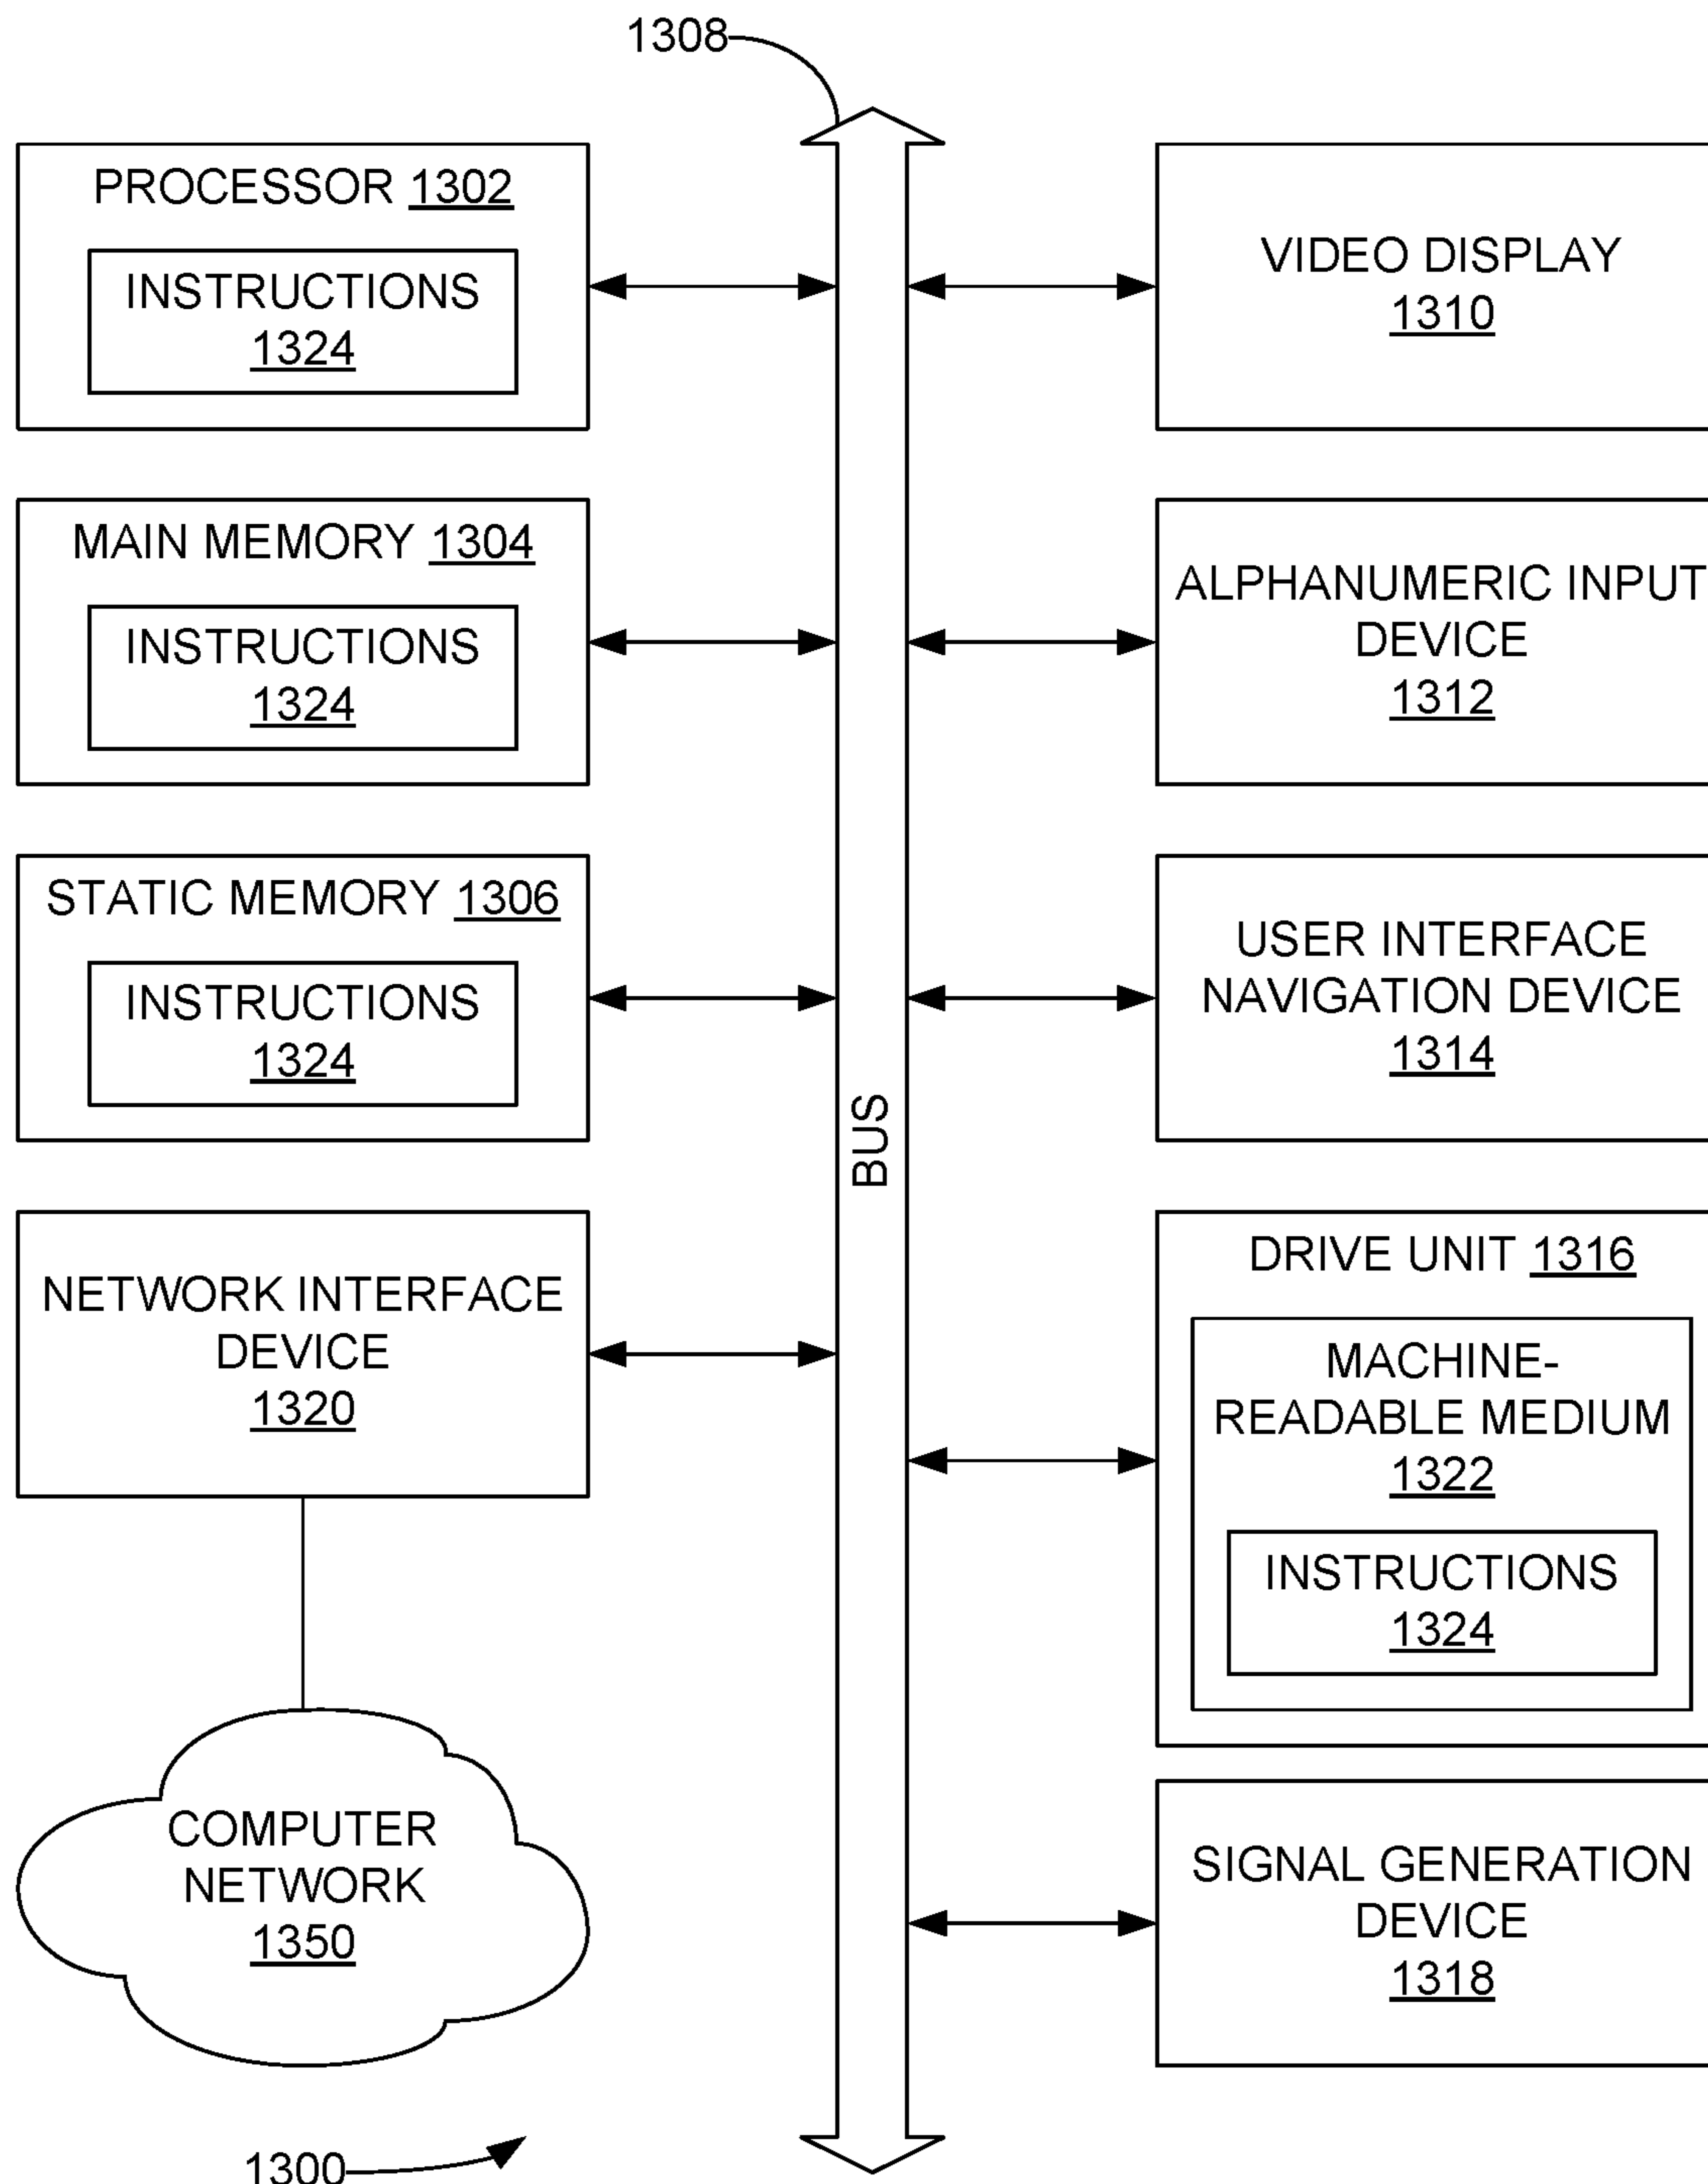 1308
PROCESSOR 1302
INSTRUCTIONS
1324
MAIN MEMORY 1304
INSTRUCTIONS
1324
STATIC MEMORY 1306
INSTRUCTIONS
1324
NETWORK INTERFACE
DEVICE
1320
COMPUTER
NETWORK
1350
1300
BUS
VIDEO DISPLAY
1310
ALPHANUMERIC INPUT
DEVICE
1312
USER INTERFACE
NAVIGATION DEVICE
1314
DRIVE UNIT 1316
MACHINE-
READABLE MEDIUM
1322
INSTRUCTIONS
1324
SIGNAL GENERATION
DEVICE
1318